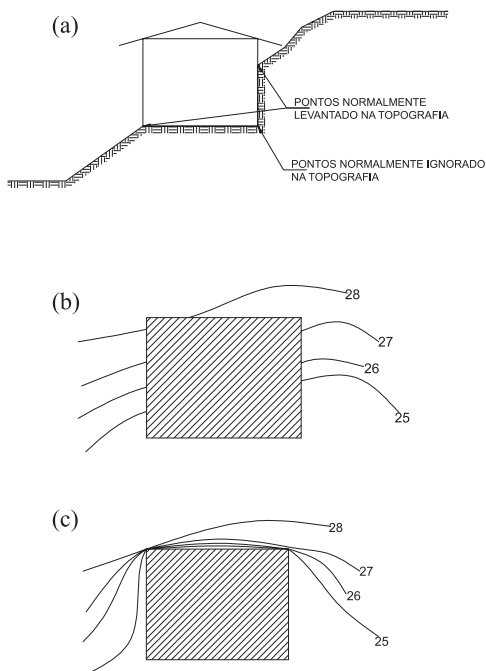 (a)
PONTOS NORMALMENTE
LEVANTADO NA TOPOGRAFIA
PONTOS NORMALMENTE IGNORADO
NA TOPOGRAFIA
(b)
28
27
26
25
(c)
28
27
26
25